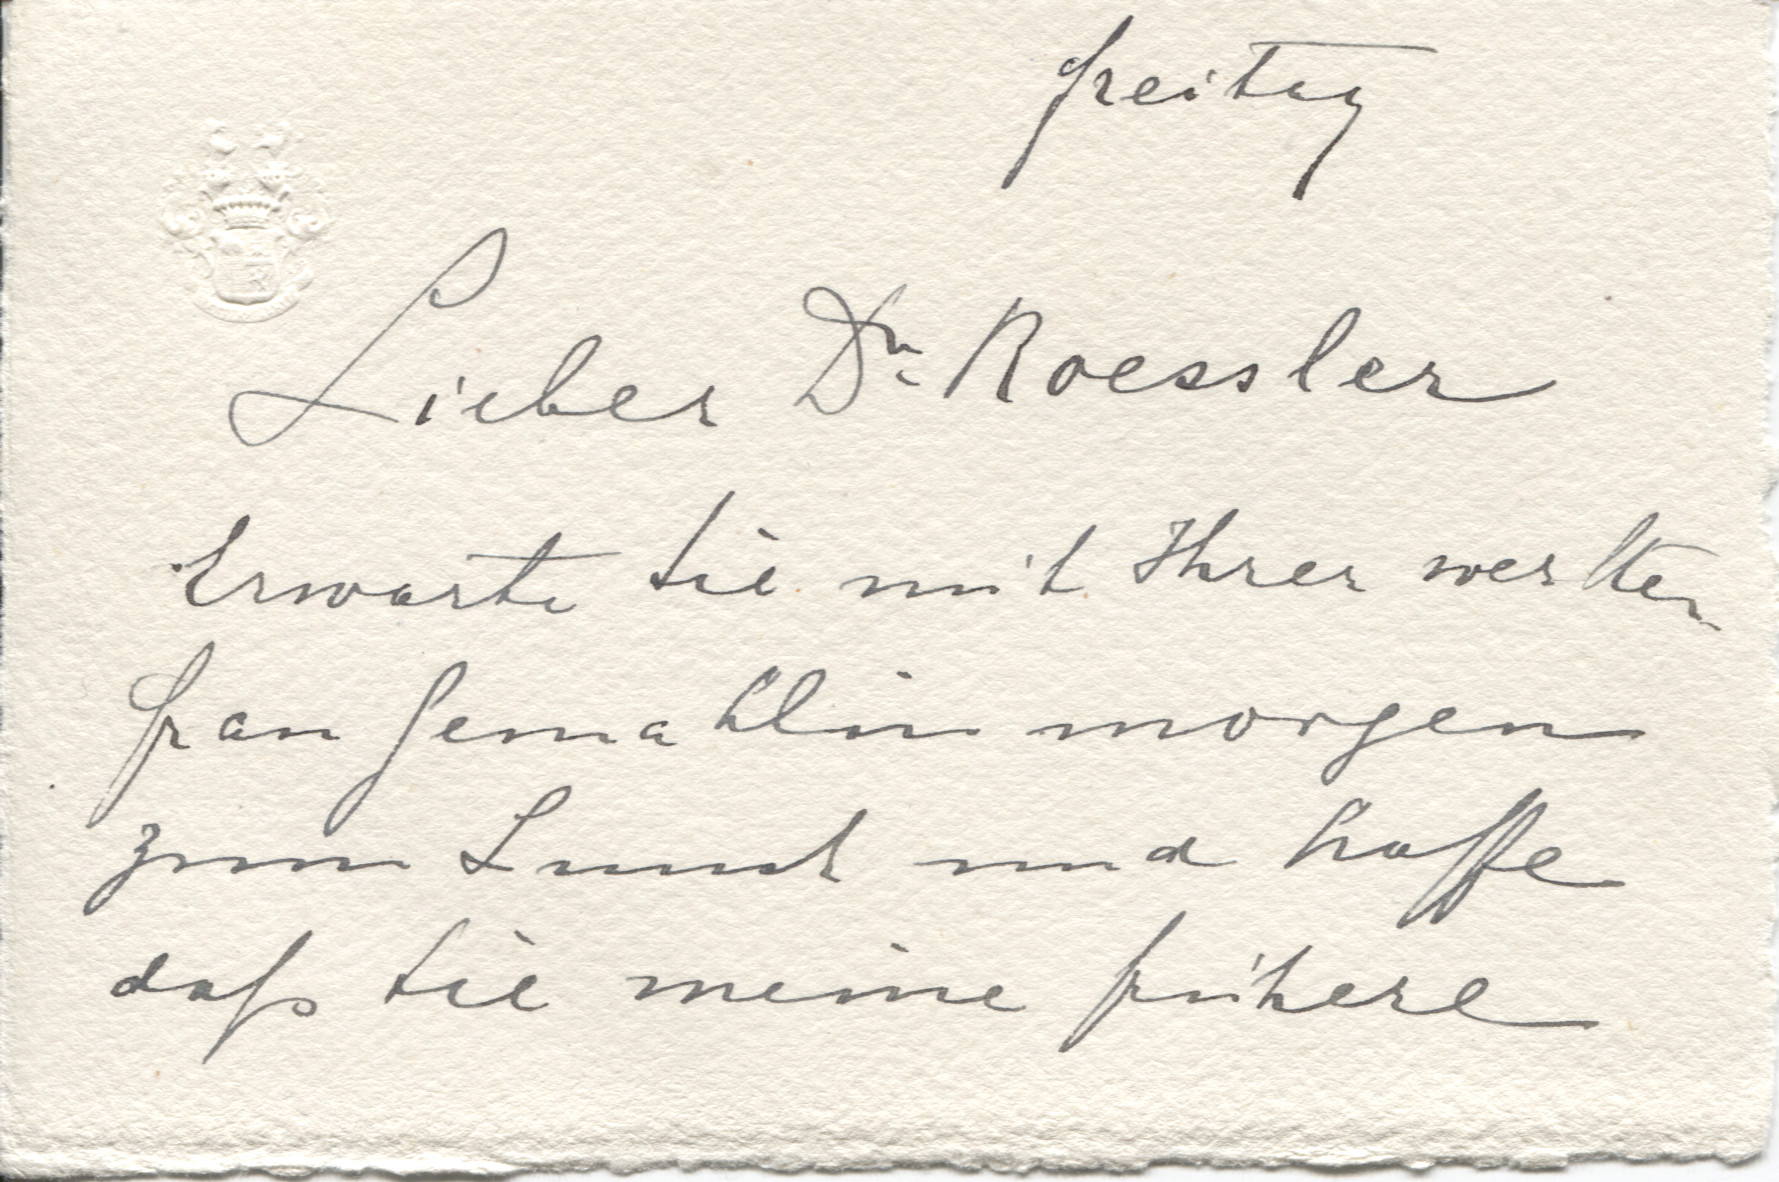 Freitag
Lieber Dr. Roessler
Erwarte Sie mit Ihrer werten
Frau Gemahlin morgen
zum Lunch und hoffe
daß Sie meine frühere